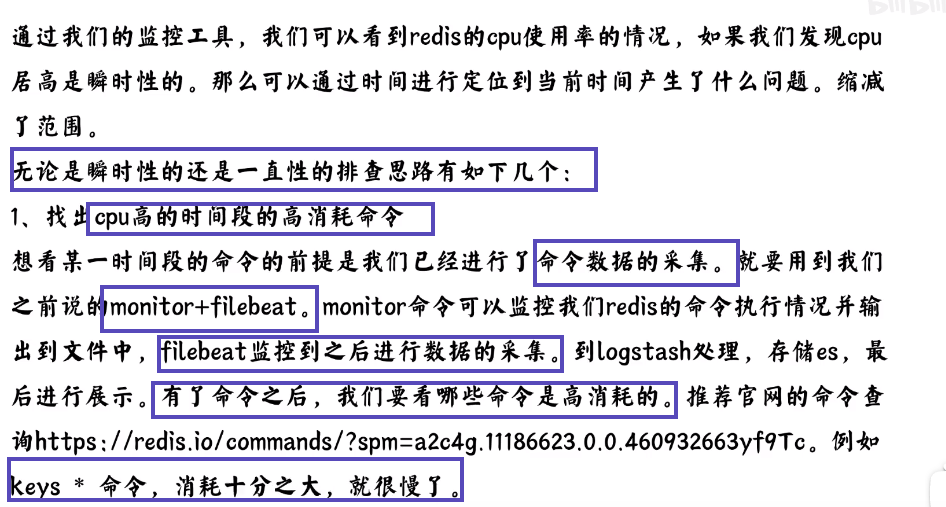 bilibili
通过我们的监控工具，我们可以看到redis的cpu使用率的情况，如果我们发现cpu
居高是瞬时性的。那么可以通过时间进行定位到当前时间产生了什么问题。缩减
了范围。
无论是瞬时性的还是一直性的排查思路有如下几个：
1、找出cpu高的时间段的高消耗命令
想看某一时间段的命令的前提是我们已经进行了命令数据的采集。就要用到我们
之前说的monitor+filebeat。monitor命令可以监控我们redis的命令执行情况并输
出到文件中，filebeat监控到之后进行数据的采集。到logstash处理，存储es，最
后进行展示。有了命令之后，我们要看哪些命令是高消耗的。推荐官网的命令查
询https://redis.io/commands/?spm=a2c4g.11186623.0.0.460932663yf9Tc。例如
keys * 命令，消耗十分之大，就很慢了。